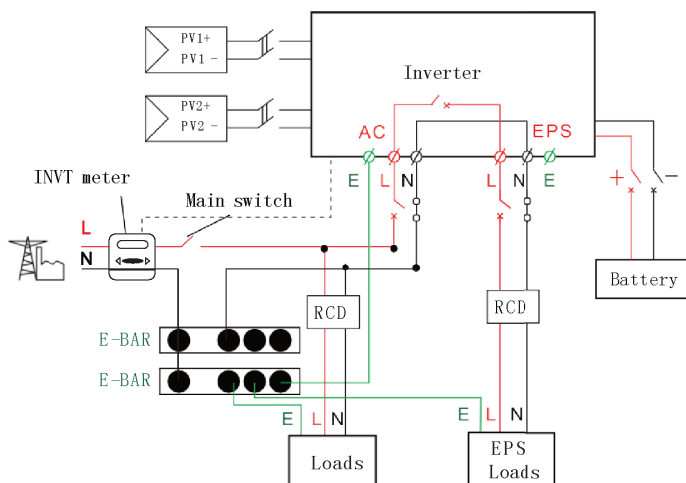 PV1+
PV1-
PV2+
PV2-
Inverter
AC
EPS
E
L
N
L
N
E
INVT meter
Main switch
L
N
+
-
Battery
RCD
RCD
E-BAR
E-BAR
E
L
N
E
L
N
Loads
EPS
Loads